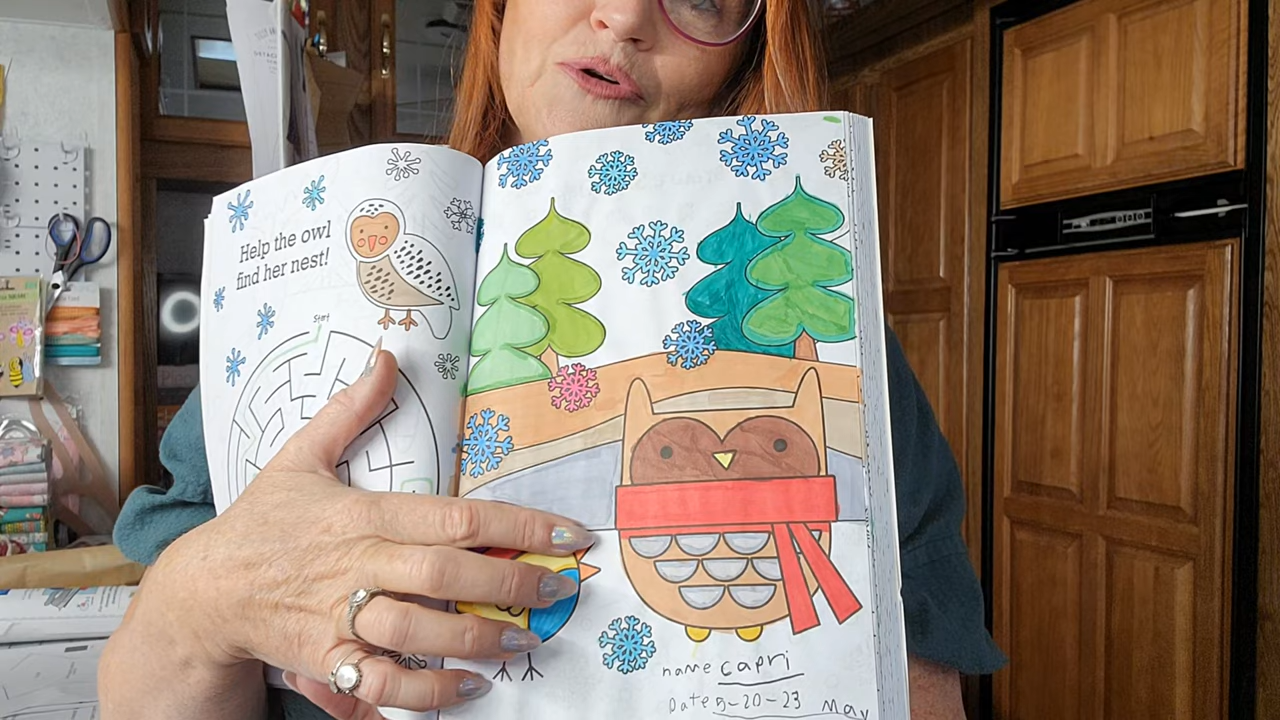 Help the owl
find her nest!
Start
name capri
Date 5-20-23 May